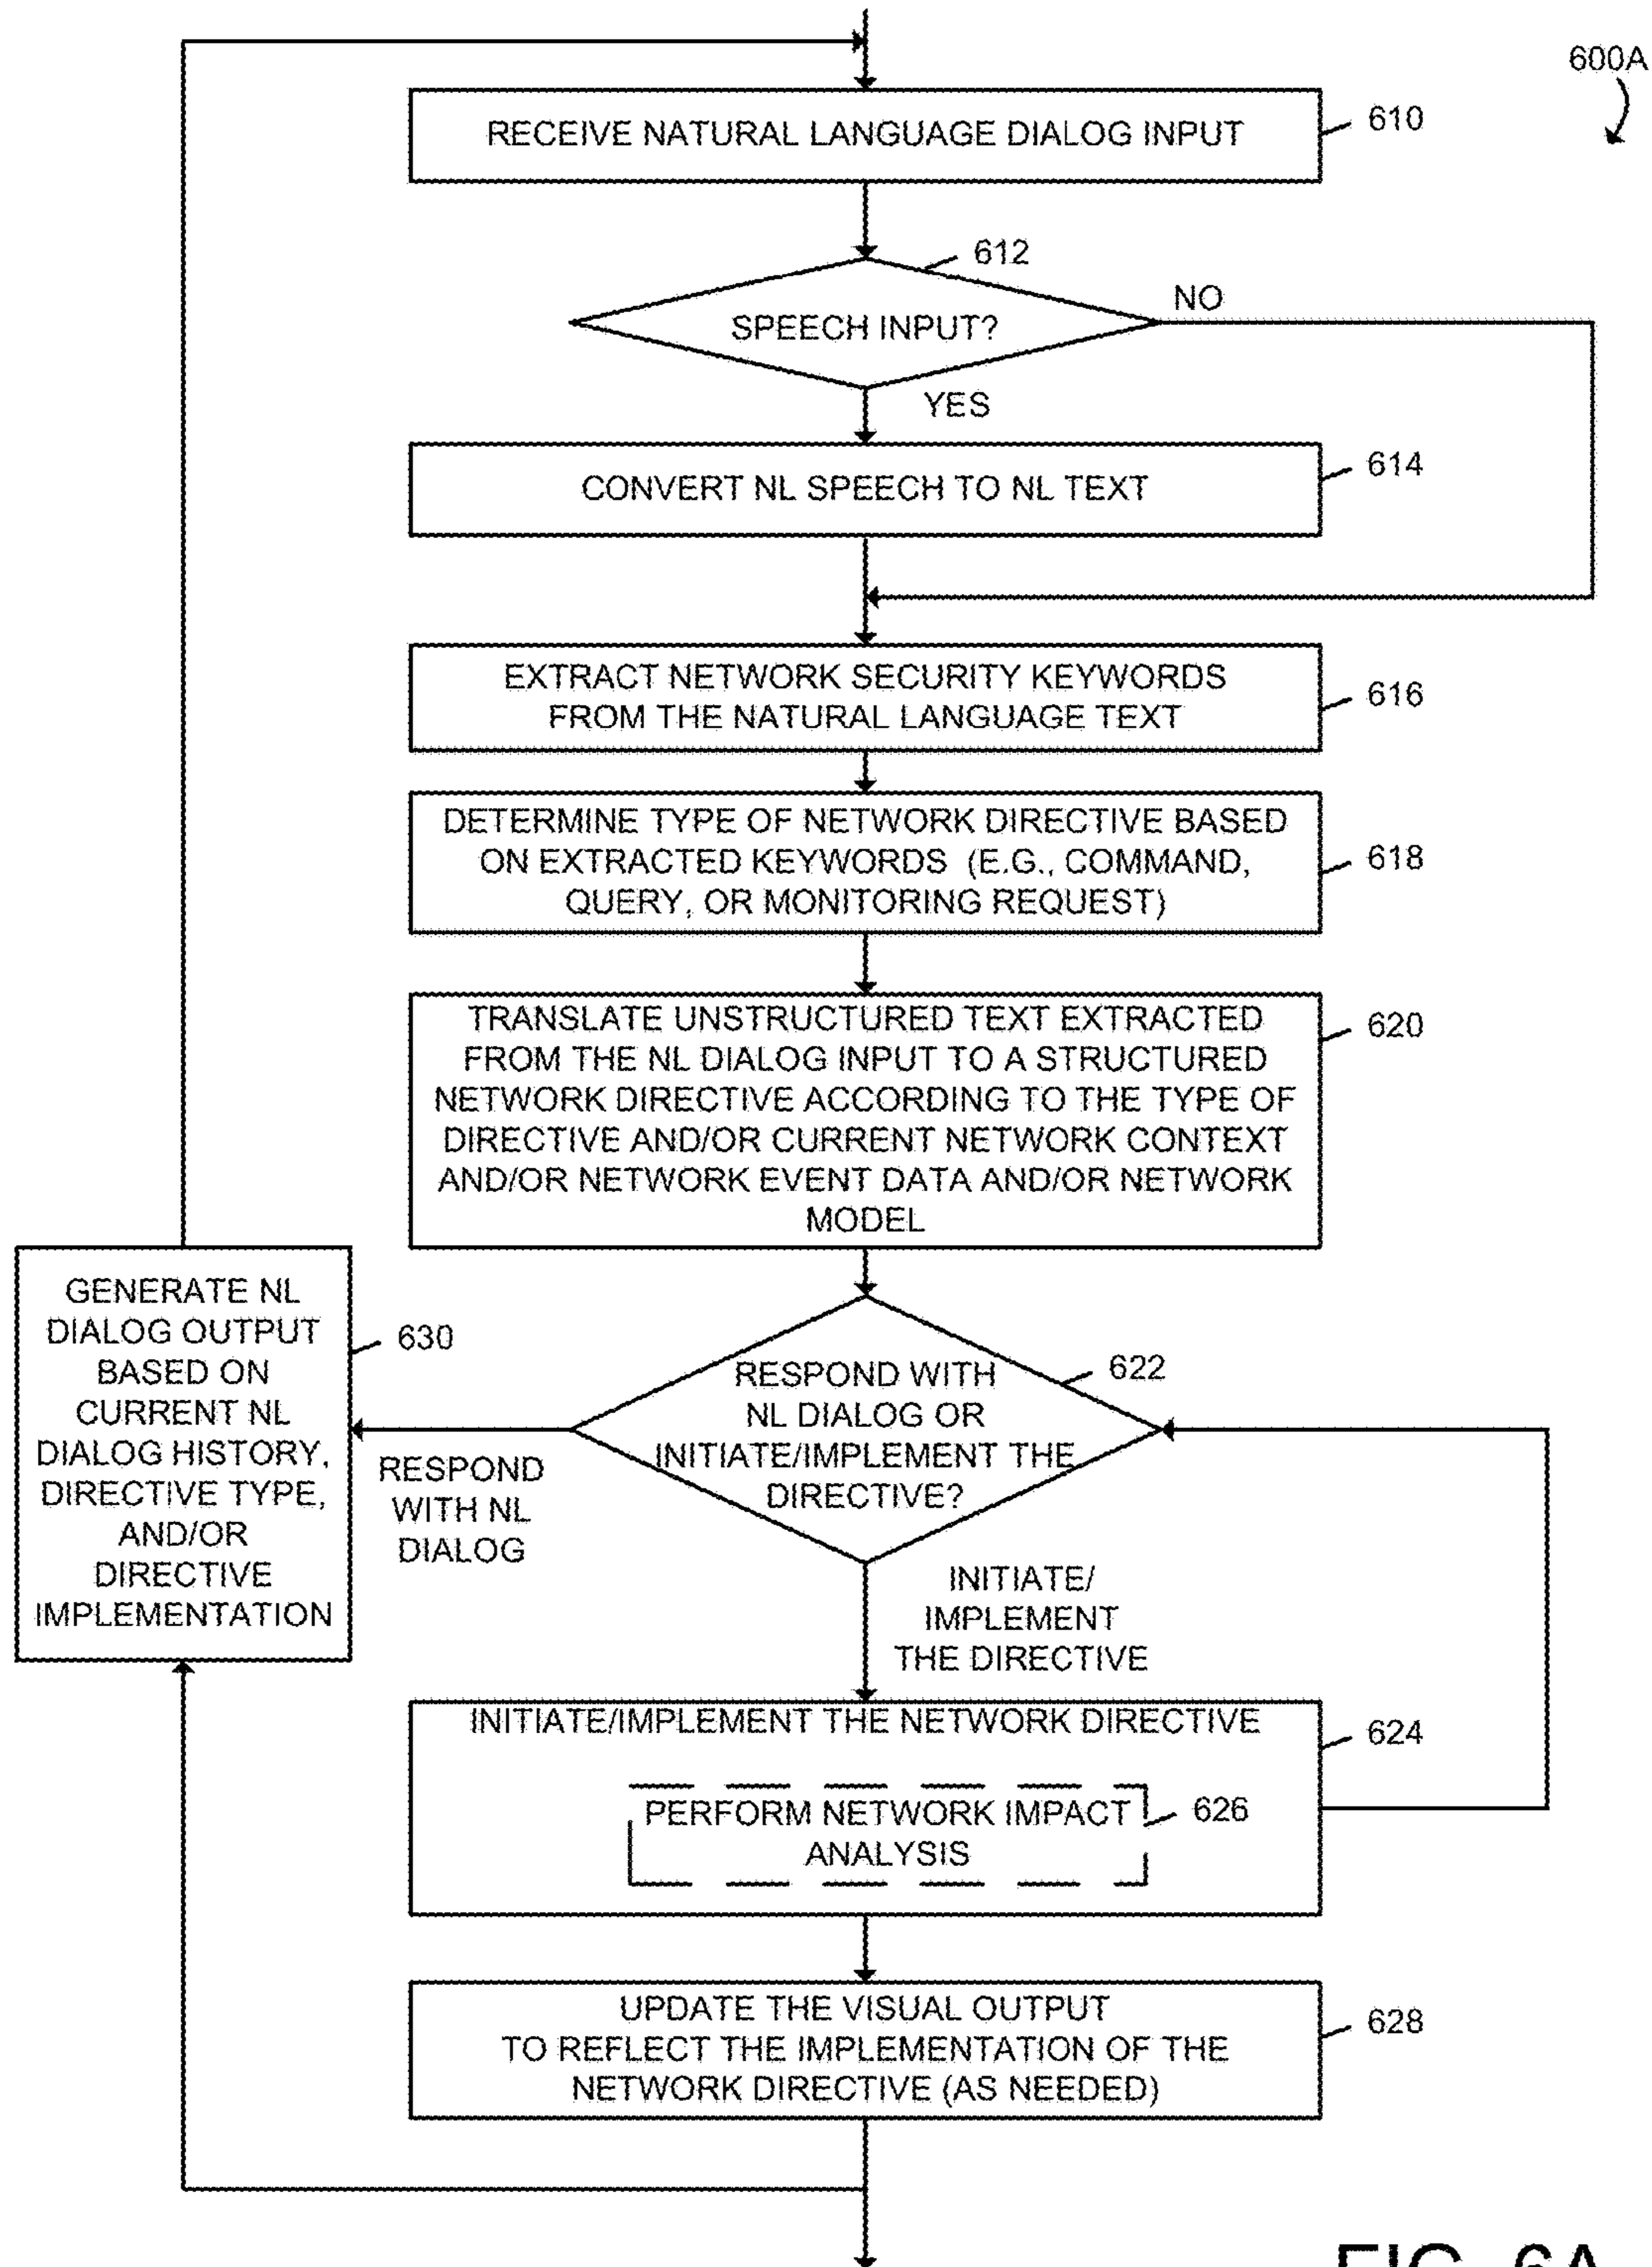 600A
RECEIVE NATURAL LANGUAGE DIALOG INPUT
610
612
SPEECH INPUT?
NO
YES
CONVERT NL SPEECH TO NL TEXT
614
EXTRACT NETWORK SECURITY KEYWORDS
FROM THE NATURAL LANGUAGE TEXT
616
DETERMINE TYPE OF NETWORK DIRECTIVE BASED
ON EXTRACTED KEYWORDS (E.G., COMMAND,
QUERY, OR MONITORING REQUEST)
618
TRANSLATE UNSTRUCTURED TEXT EXTRACTED
FROM THE NL DIALOG INPUT TO A STRUCTURED
NETWORK DIRECTIVE ACCORDING TO THE TYPE OF
DIRECTIVE AND/OR CURRENT NETWORK CONTEXT
AND/OR NETWORK EVENT DATA AND/OR NETWORK
MODEL
620
GENERATE NL
DIALOG OUTPUT
BASED ON
CURRENT NL
DIALOG HISTORY,
DIRECTIVE TYPE,
AND/OR
DIRECTIVE
IMPLEMENTATION
630
RESPOND WITH
NL DIALOG OR
INITIATE/IMPLEMENT THE
DIRECTIVE?
622
RESPOND
WITH NL
DIALOG
INITIATE/
IMPLEMENT
THE DIRECTIVE
INITIATE/IMPLEMENT THE NETWORK DIRECTIVE
624
PERFORM NETWORK IMPACT
ANALYSIS
626
UPDATE THE VISUAL OUTPUT
TO REFLECT THE IMPLEMENTATION OF THE
NETWORK DIRECTIVE (AS NEEDED)
628
FIG. 6A